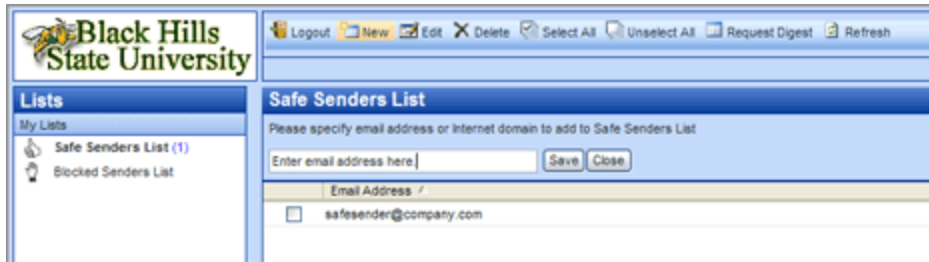 Black Hills
State University
Logout New Edit Delete Select All Unselect All Request Digest Refresh
Lists
My Lists
Safe Senders List (1)
Blocked Senders List
Safe Senders List
Please specify email address or Internet domain to add to Safe Senders List
Enter email address here. Save Close
Email Address
safesender@company.com